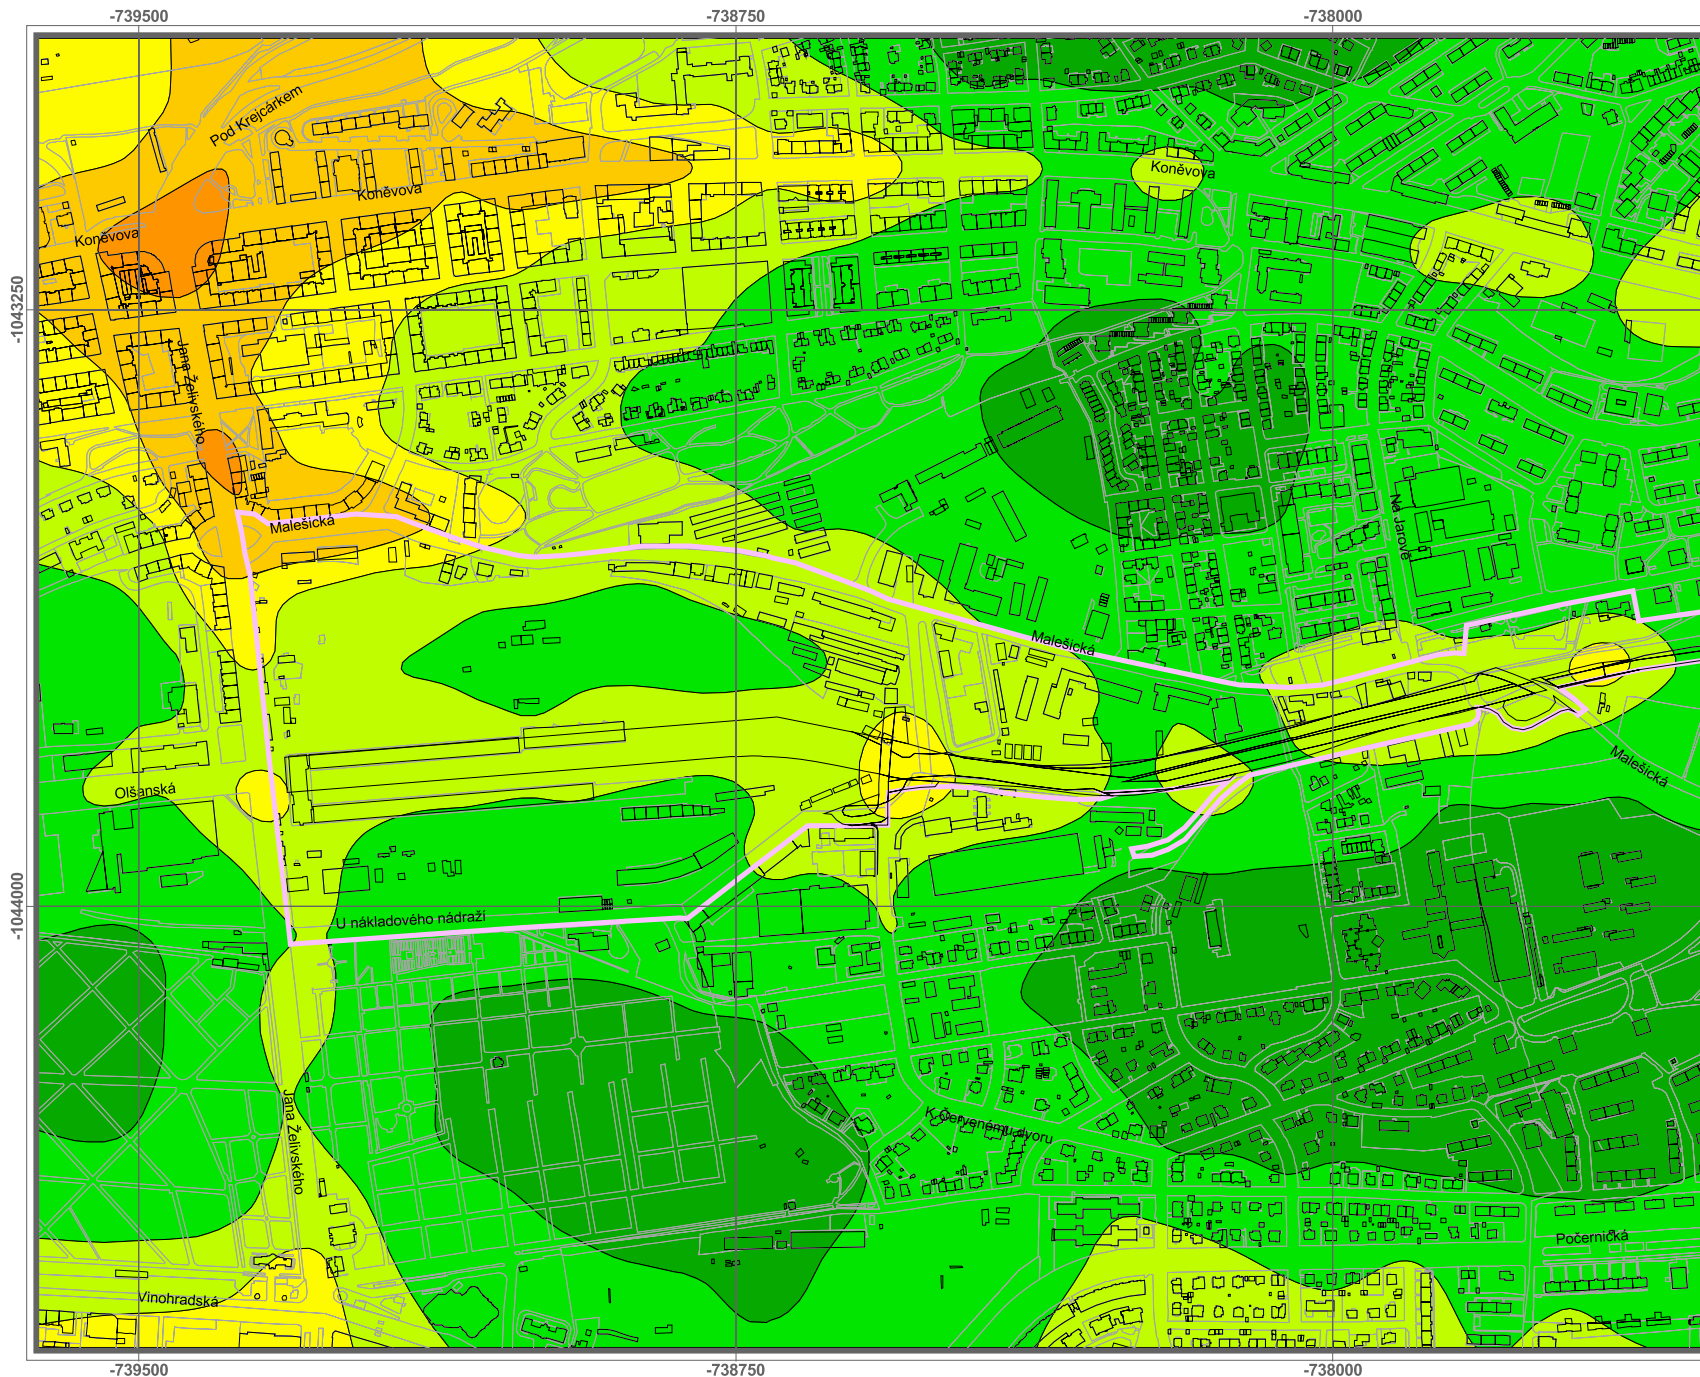 -739500
-738750
-738000
Pod Krejcárkem
Koněvova
Koněvova
Koněvova
-1043250
Jana Želivského
Malešická
Na Jarově
Malešická
Malešická
Olšanská
-1044000
U nákladového nádraží
Jana Želivského
K Červenému dvoru
Počernická
Vinohradská
-739500
-738750
-738000